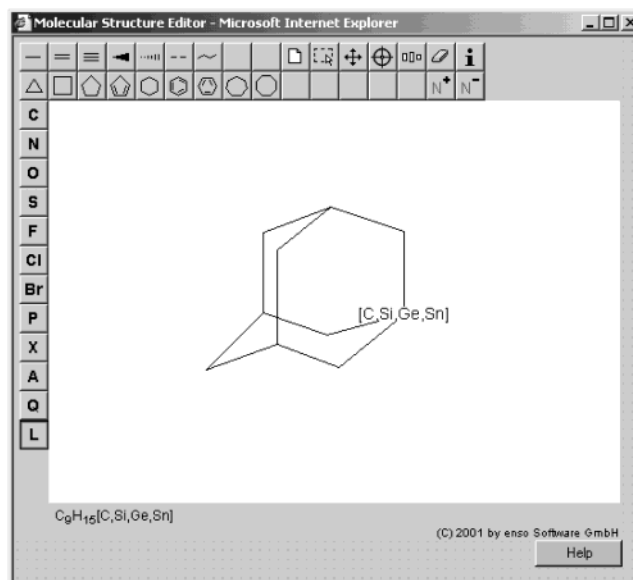 Molecular Structure Editor - Microsoft Internet Explorer
i
N+ N-
C
N
O
S
F
Cl
Br
P
X
A
Q
L
[C,Si,Ge,Sn]
C9H15[C,Si,Ge,Sn]
(C) 2001 by enso Software GmbH
Help